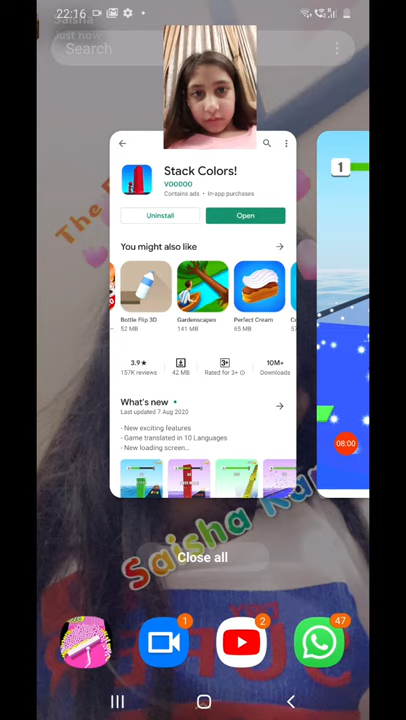 22:16
Saisha
just now
Search
Stack Colors!
VOODOO
Contains ads • In-app purchases
Uninstall
Open
You might also like
Bottle Flip 3D
52 MB
Gardenscapes
141 MB
Perfect Cream
65 MB
3.9★
157K reviews
42 MB
3+
Rated for 3+
10M+
Downloads
What's new
Last updated 7 Aug 2020
- New exciting features
- Game translated in 10 Languages
- New loading screen...
1
08:00
The
Saisha
Close all
1
2
47